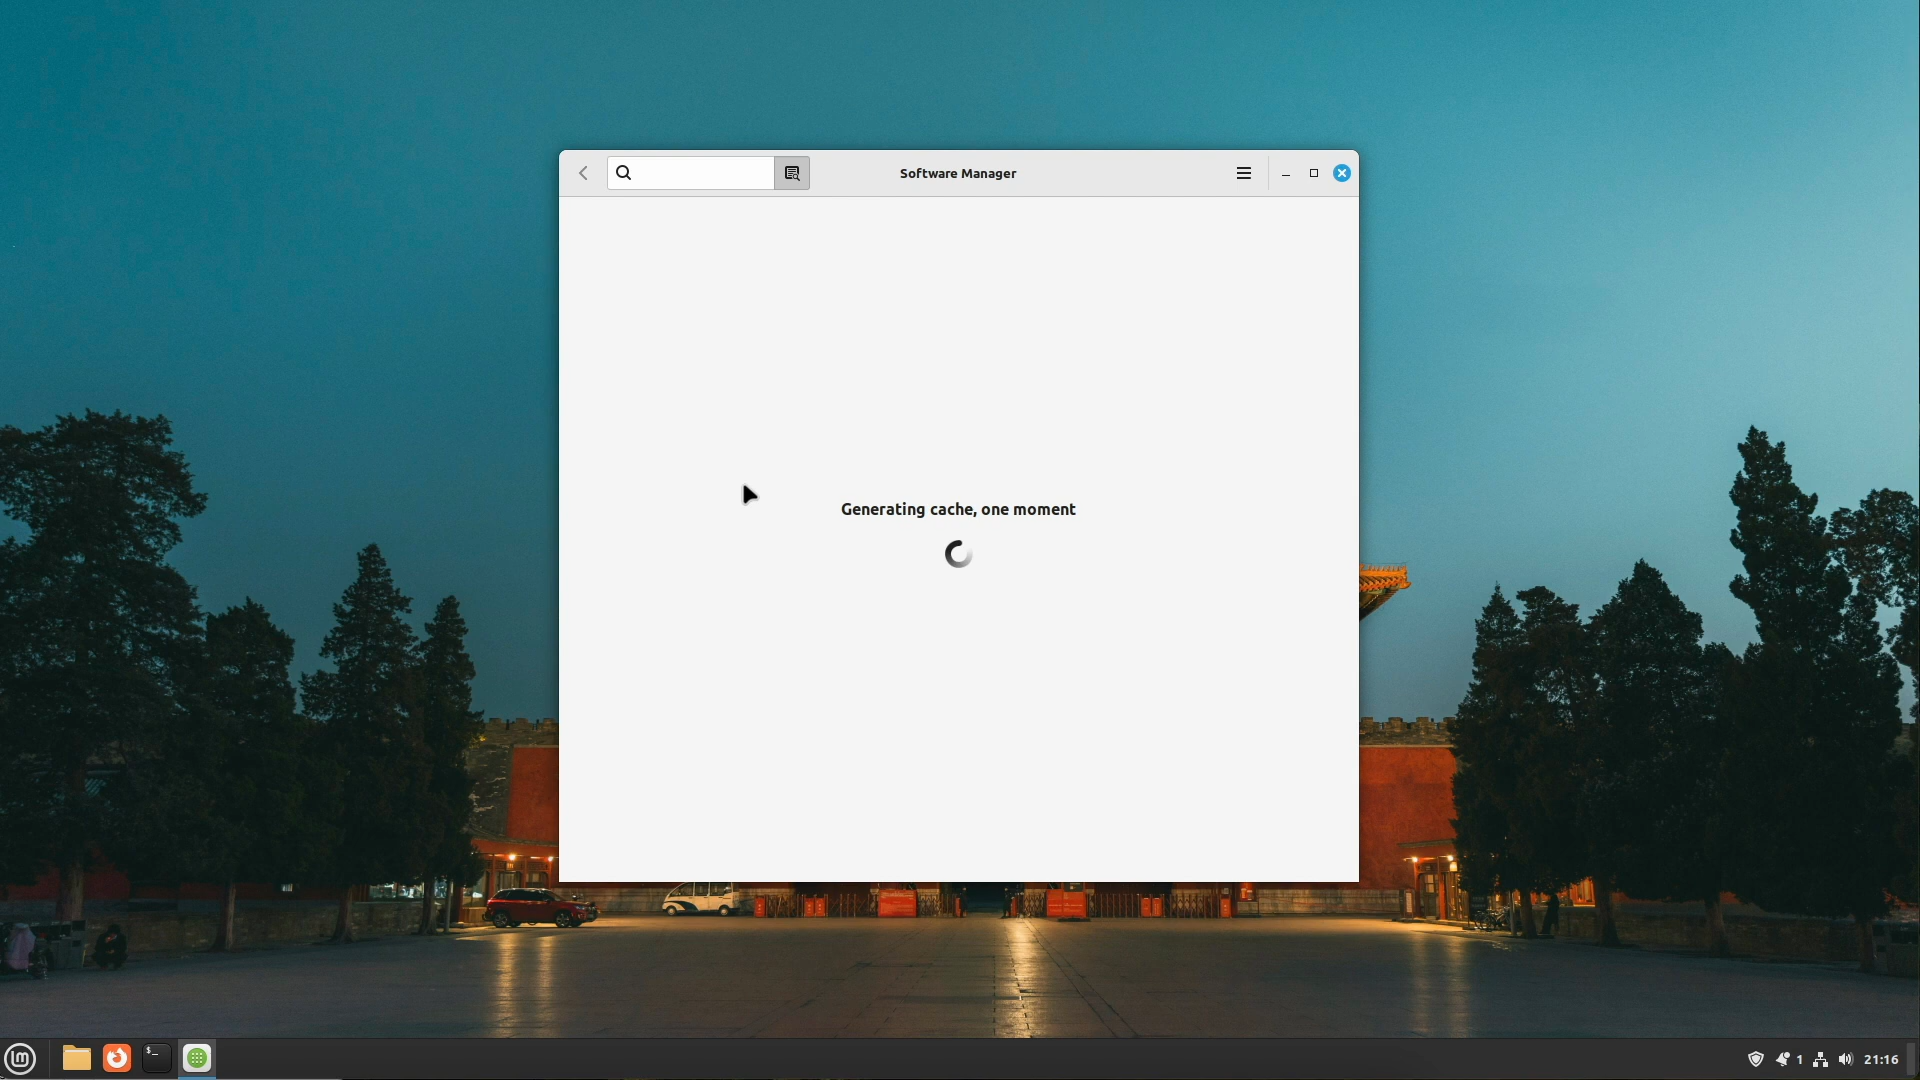 Software Manager
Generating cache, one moment
1
21:16